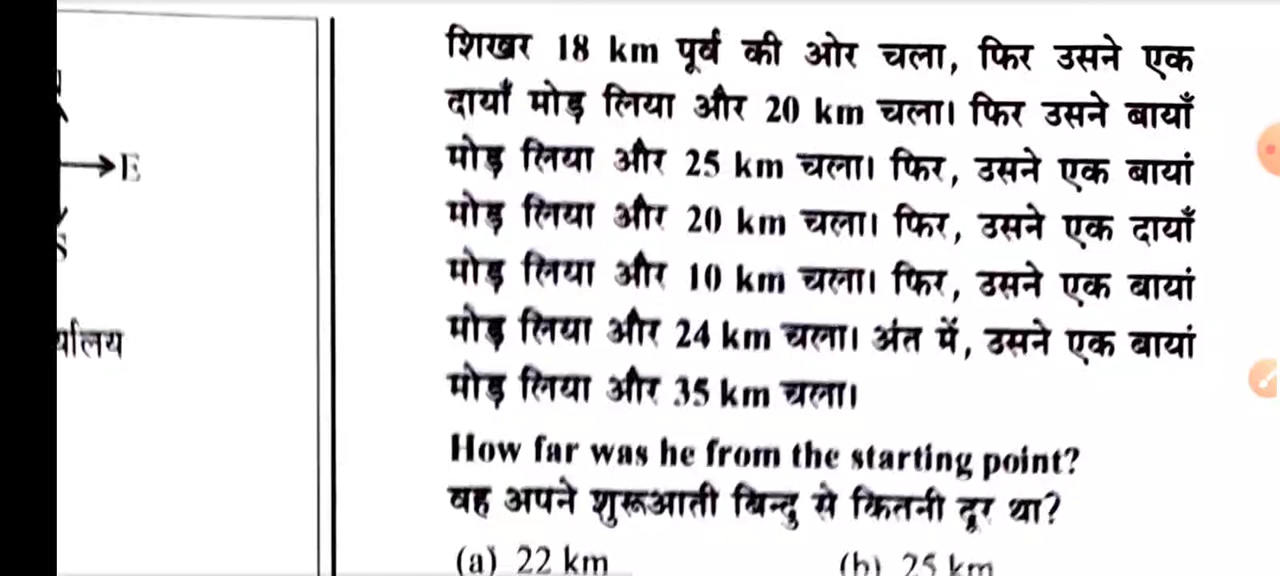 शिखर 18 km पूर्व की ओर चला, फिर उसने एक
दायाँ मोड़ लिया और 20 km चला। फिर उसने बायाँ
मोड़ लिया और 25 km चला। फिर, उसने एक बायां
मोड़ लिया और 20 km चला। फिर, उसने एक दायाँ
मोड़ लिया और 10 km चला। फिर, उसने एक बायां
मोड़ लिया और 24 km चला। अंत में, उसने एक बायां
मोड़ लिया और 35 km चला।
How far was he from the starting point?
वह अपने शुरूआती बिन्दु से कितनी दूर था?
(a) 22 km (b) 25 km
E